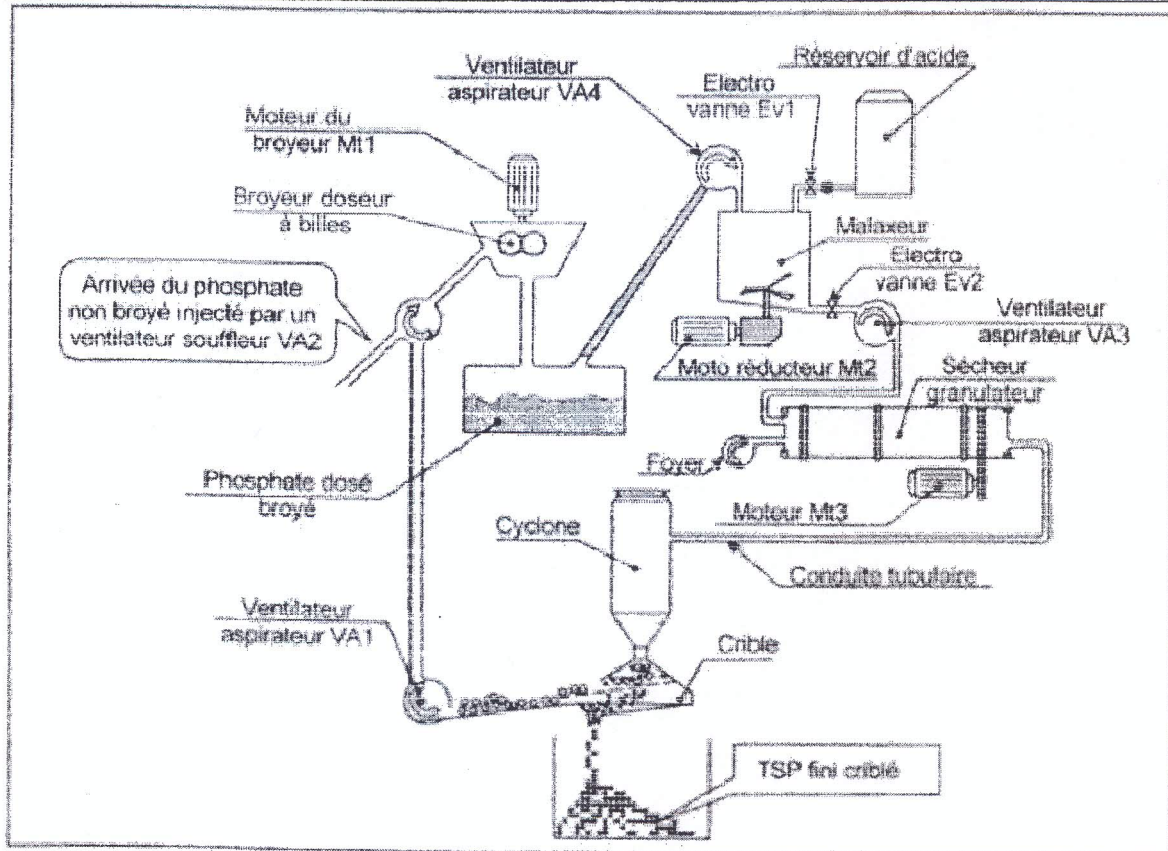 Réservoir d'acide
Ventilateur
aspirateur VA4
Electro
vanne Ev1
Moteur du
broyeur Mt1
Broyeur doseur
à billes
Malaxeur
Electro
vanne Ev2
Arrivée du phosphate
non broyé injecté par un
ventilateur souffleur VA2
Ventilateur
aspirateur VA3
Moto réducteur Mt2
Sécheur
granulateur
Foyer
Phosphate dosé
broyé
Moteur Mt3
Cyclone
Conduite tubulaire
Ventilateur
aspirateur VA1
Crible
TSP fini criblé